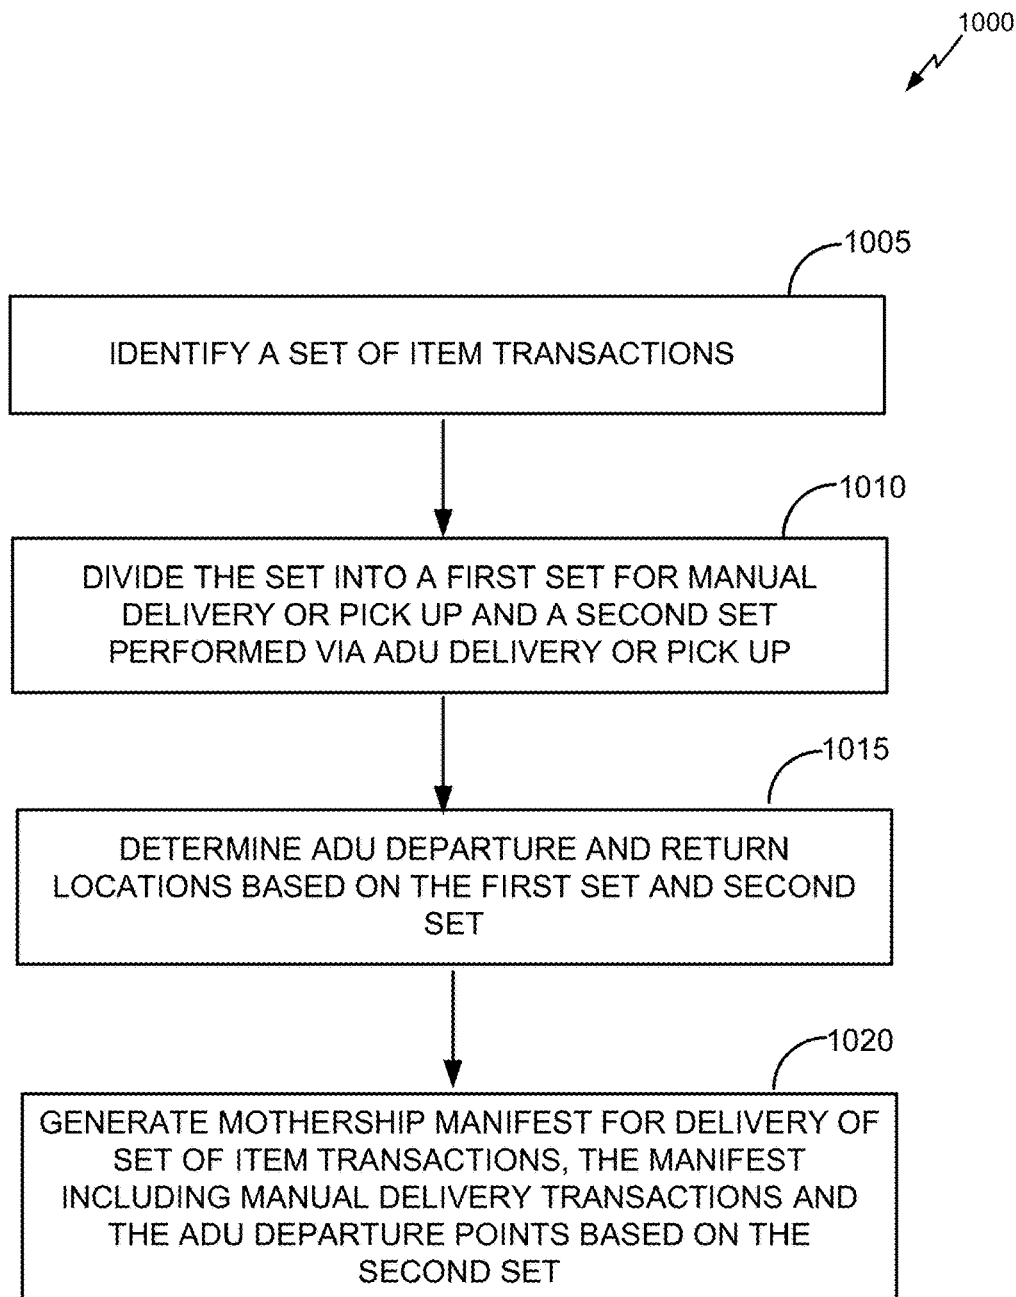 1000
1005
IDENTIFY A SET OF ITEM TRANSACTIONS
1010
DIVIDE THE SET INTO A FIRST SET FOR MANUAL
DELIVERY OR PICK UP AND A SECOND SET
PERFORMED VIA ADU DELIVERY OR PICK UP
1015
DETERMINE ADU DEPARTURE AND RETURN
LOCATIONS BASED ON THE FIRST SET AND SECOND
SET
1020
GENERATE MOTHERSHIP MANIFEST FOR DELIVERY OF
SET OF ITEM TRANSACTIONS, THE MANIFEST
INCLUDING MANUAL DELIVERY TRANSACTIONS AND
THE ADU DEPARTURE POINTS BASED ON THE
SECOND SET